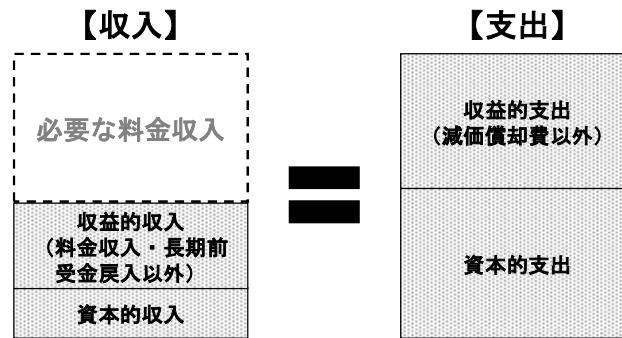 【収入】
必要な料金収入
収益的収入
（料金収入・長期前
受金戻入以外）
資本的収入
【支出】
収益的支出
（減価償却費以外）
資本的支出